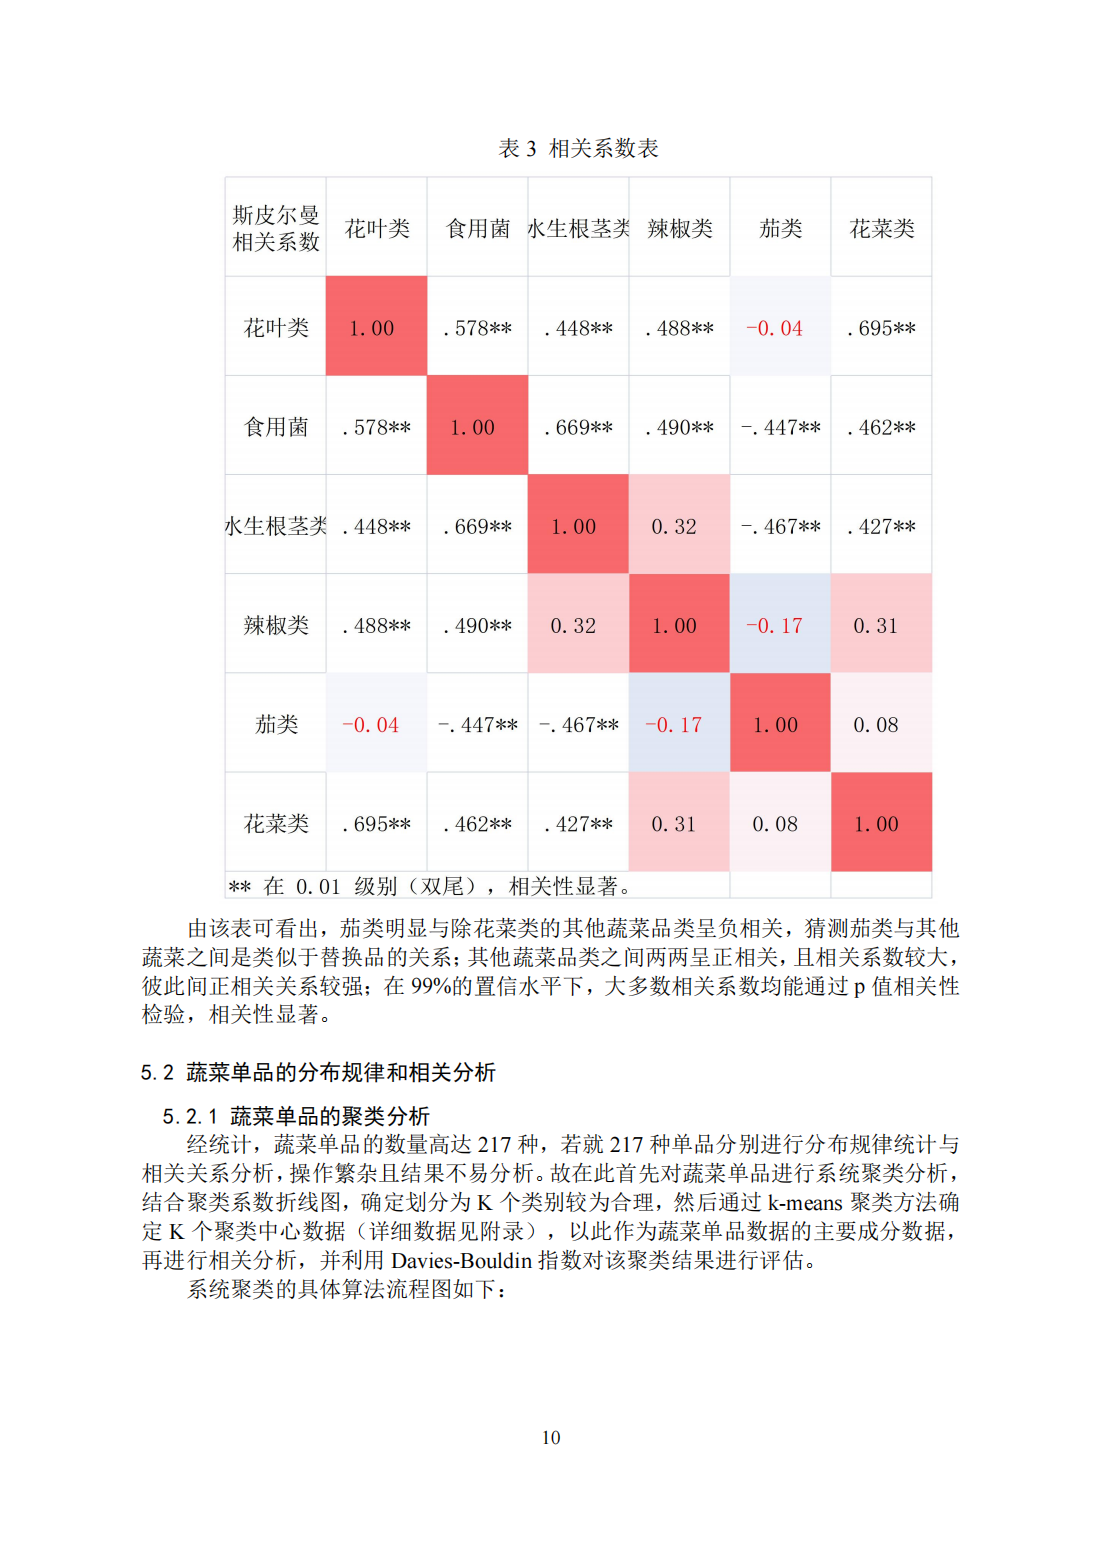 表 3 相关系数表
斯皮尔曼相关系数 花叶类 食用菌 水生根茎类 辣椒类 茄类 花菜类
花叶类 1.00 .578** .448** .488** -0.04 .695**
食用菌 .578** 1.00 .669** .490** -.447** .462**
水生根茎类 .448** .669** 1.00 0.32 -.467** .427**
辣椒类 .488** .490** 0.32 1.00 -0.17 0.31
茄类 -0.04 -.447** -.467** -0.17 1.00 0.08
花菜类 .695** .462** .427** 0.31 0.08 1.00
** 在 0.01 级别（双尾），相关性显著。
由该表可看出，茄类明显与除花菜类的其他蔬菜品类呈负相关，猜测茄类与其他
蔬菜之间是类似于替换品的关系；其他蔬菜品类之间两两呈正相关，且相关系数较大，
彼此间正相关关系较强；在 99%的置信水平下，大多数相关系数均能通过 p 值相关性
检验，相关性显著。
5.2 蔬菜单品的分布规律和相关分析
5.2.1 蔬菜单品的聚类分析
经统计，蔬菜单品的数量高达 217 种，若就 217 种单品分别进行分布规律统计与
相关关系分析，操作繁杂且结果不易分析。故在此首先对蔬菜单品进行系统聚类分析，
结合聚类系数折线图，确定划分为 K 个类别较为合理，然后通过 k-means 聚类方法确
定 K 个聚类中心数据（详细数据见附录），以此作为蔬菜单品数据的主要成分数据，
再进行相关分析，并利用 Davies-Bouldin 指数对该聚类结果进行评估。
系统聚类的具体算法流程图如下：
10